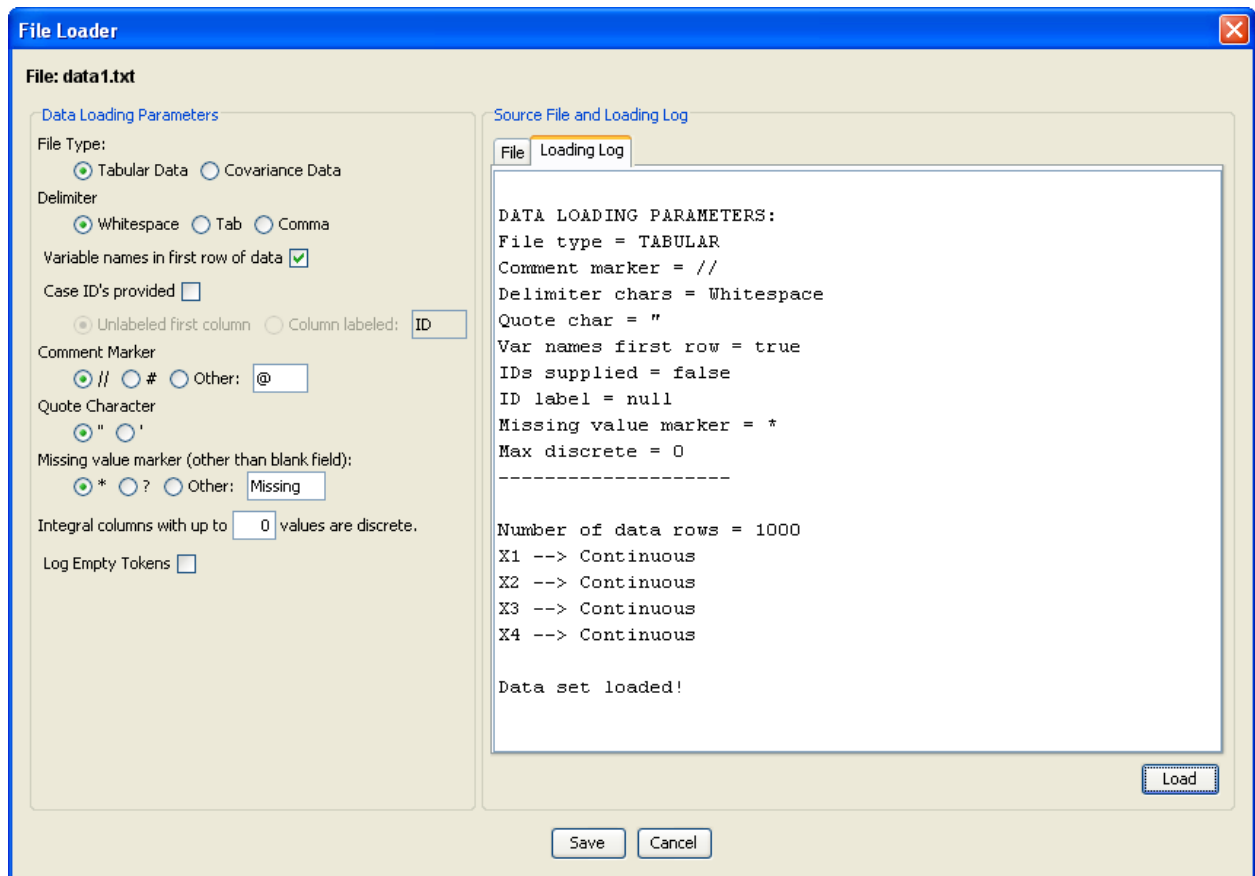 File Loader
File: data1.txt
Data Loading Parameters
File Type:
Tabular Data Covariance Data
Delimiter
Whitespace Tab Comma
Variable names in first row of data
Case ID's provided
Unlabeled first column Column labeled: ID
Comment Marker
// # Other: @
Quote Character
" '
Missing value marker (other than blank field):
* ? Other: Missing
Integral columns with up to 0 values are discrete.
Log Empty Tokens
Source File and Loading Log
File Loading Log
DATA LOADING PARAMETERS:
File type = TABULAR
Comment marker = //
Delimiter chars = Whitespace
Quote char = "
Var names first row = true
IDs supplied = false
ID label = null
Missing value marker = *
Max discrete = 0
--------------------
Number of data rows = 1000
X1 --> Continuous
X2 --> Continuous
X3 --> Continuous
X4 --> Continuous
Data set loaded!
Load
Save Cancel